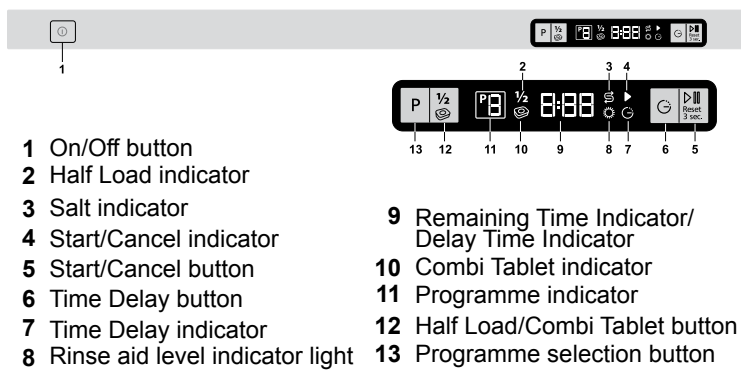 P ½ P8 ½ 8:88 Reset 3 sec.
1
2 3 4
P ½ P8 ½ 8:88 S Reset
3 sec.
13 12 11 10 9 8 7 6 5
1 On/Off button
2 Half Load indicator
3 Salt indicator
4 Start/Cancel indicator
5 Start/Cancel button
6 Time Delay button
7 Time Delay indicator
8 Rinse aid level indicator light
9 Remaining Time Indicator/
Delay Time Indicator
10 Combi Tablet indicator
11 Programme indicator
12 Half Load/Combi Tablet button
13 Programme selection button